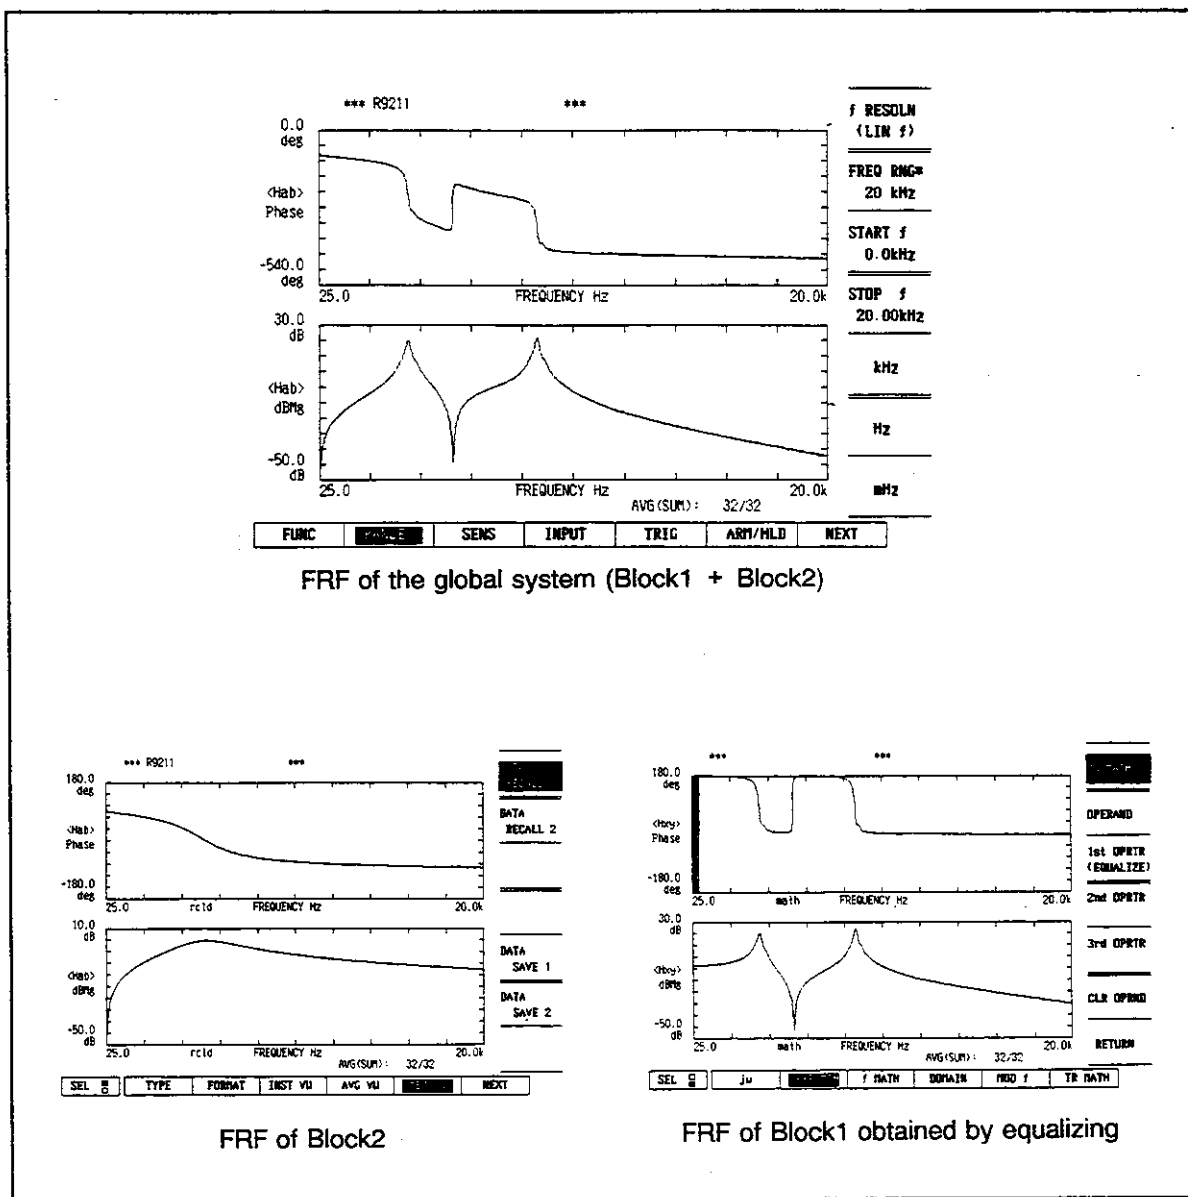 *** R9211 ***
0.0
deg
<Hab>
Phase
-540.0
deg
25.0 FREQUENCY Hz 20.0k
30.0
dB
<Hab>
dBMg
-50.0
dB
25.0 FREQUENCY Hz 20.0k
AVG(SUM): 32/32
f RESOLN
(LIN f)
FREQ RNG*
20 kHz
START f
0.0kHz
STOP f
20.00kHz
kHz
Hz
mHz
FUNC SENS INPUT TRIG ARM/HLD NEXT
FRF of the global system (Block1 + Block2)
*** R9211 ***
180.0
deg
<Hab>
Phase
-180.0
deg
25.0 rcld FREQUENCY Hz 20.0k
10.0
dB
<Hab>
dBMg
-50.0
dB
25.0 rcld FREQUENCY Hz 20.0k
AVG(SUM): 32/32
DATA
RECALL 2
DATA
SAVE 1
DATA
SAVE 2
SEL TYPE FORMAT INST VW AVG VW NEXT
FRF of Block2
*** ***
180.0
deg
<Hxy>
Phase
-180.0
deg
25.0 math FREQUENCY Hz 20.0k
30.0
dB
<Hxy>
dBMg
-50.0
dB
25.0 math FREQUENCY Hz 20.0k
AVG(SUM): 32/32
OPERAND
1st OPRTR
(EQUALIZE)
2nd OPRTR
3rd OPRTR
CLR OPRND
RETURN
SEL jω f MATH DOMAIN MOD f TR MATH
FRF of Block1 obtained by equalizing